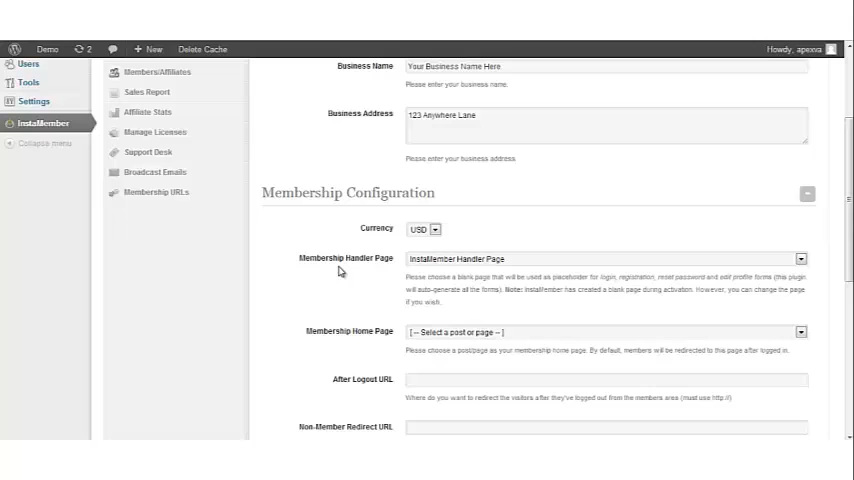 Demo 2 + New Delete Cache Howdy, apexva
Users
Tools
Settings
InstaMember
Collapse menu
Members/Affiliates
Sales Report
Affiliate Stats
Manage Licenses
Support Desk
Broadcast Emails
Membership URLs
Business Name Your Business Name Here
Please enter your business name.
Business Address 123 Anywhere Lane
Please enter your business address.
Membership Configuration
Currency USD
Membership Handler Page InstaMember Handler Page
Please choose a blank page that will be used as placeholder for login, registration, reset password and edit profile forms (this plugin
will auto-generate all the forms). Note: InstaMember has created a blank page during activation. However, you can change the page
if you wish.
Membership Home Page [ -- Select a post or page -- ]
Please choose a post/page as your membership home page. By default, members will be redirected to this page after logged in.
After Logout URL
Where do you want to redirect the visitors after they've logged out from the members area (must use http://)
Non-Member Redirect URL